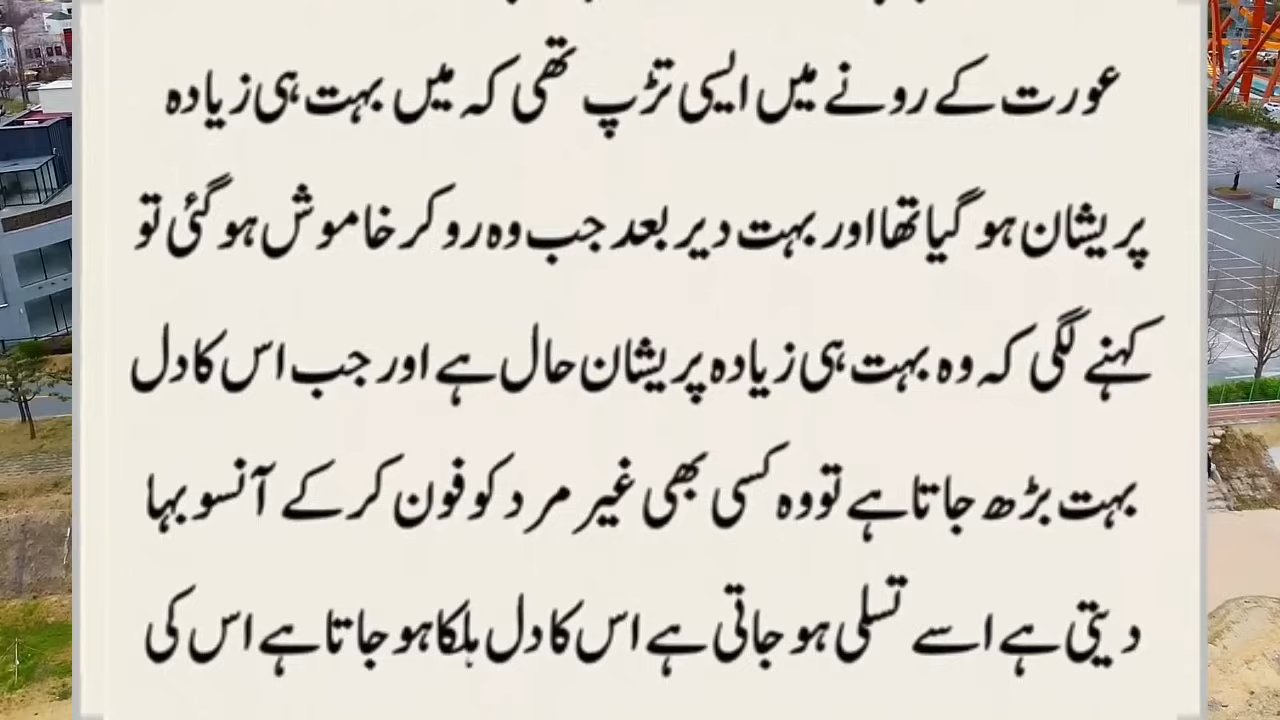 عورت کے رونے میں ایسی تڑپ تھی کہ میں بہت ہی زیادہ
پریشان ہو گیا تھا اور بہت دیر بعد جب وہ رو کر خاموش ہو گئی تو
کہنے لگی کہ وہ بہت ہی زیادہ پریشان حال ہے اور جب اس کا دل
بہت بڑھ جاتا ہے تو وہ کسی بھی غیر مرد کو فون کر کے آنسو بہا
دیتی ہے اسے تسلی ہو جاتی ہے اس کا دل ہلکا ہو جاتا ہے اس کی